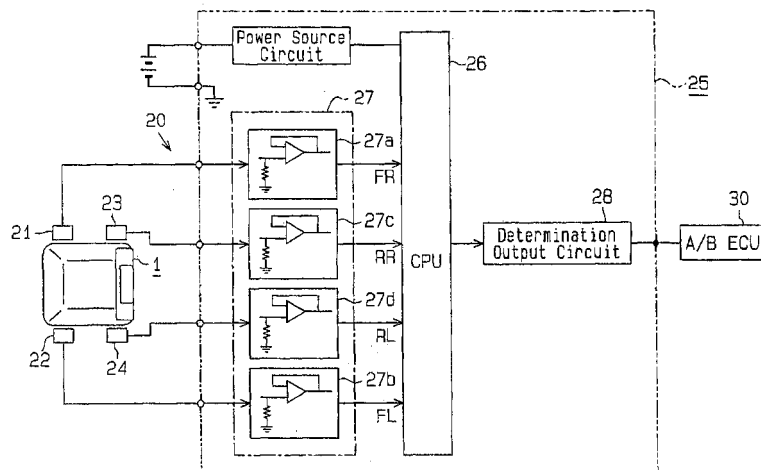 Power Source
Circuit
26
27
25
20
27a
FR
21
23
1
27c
RR
CPU
28
Determination
Output Circuit
30
A/B ECU
27d
RL
22
24
27b
FL